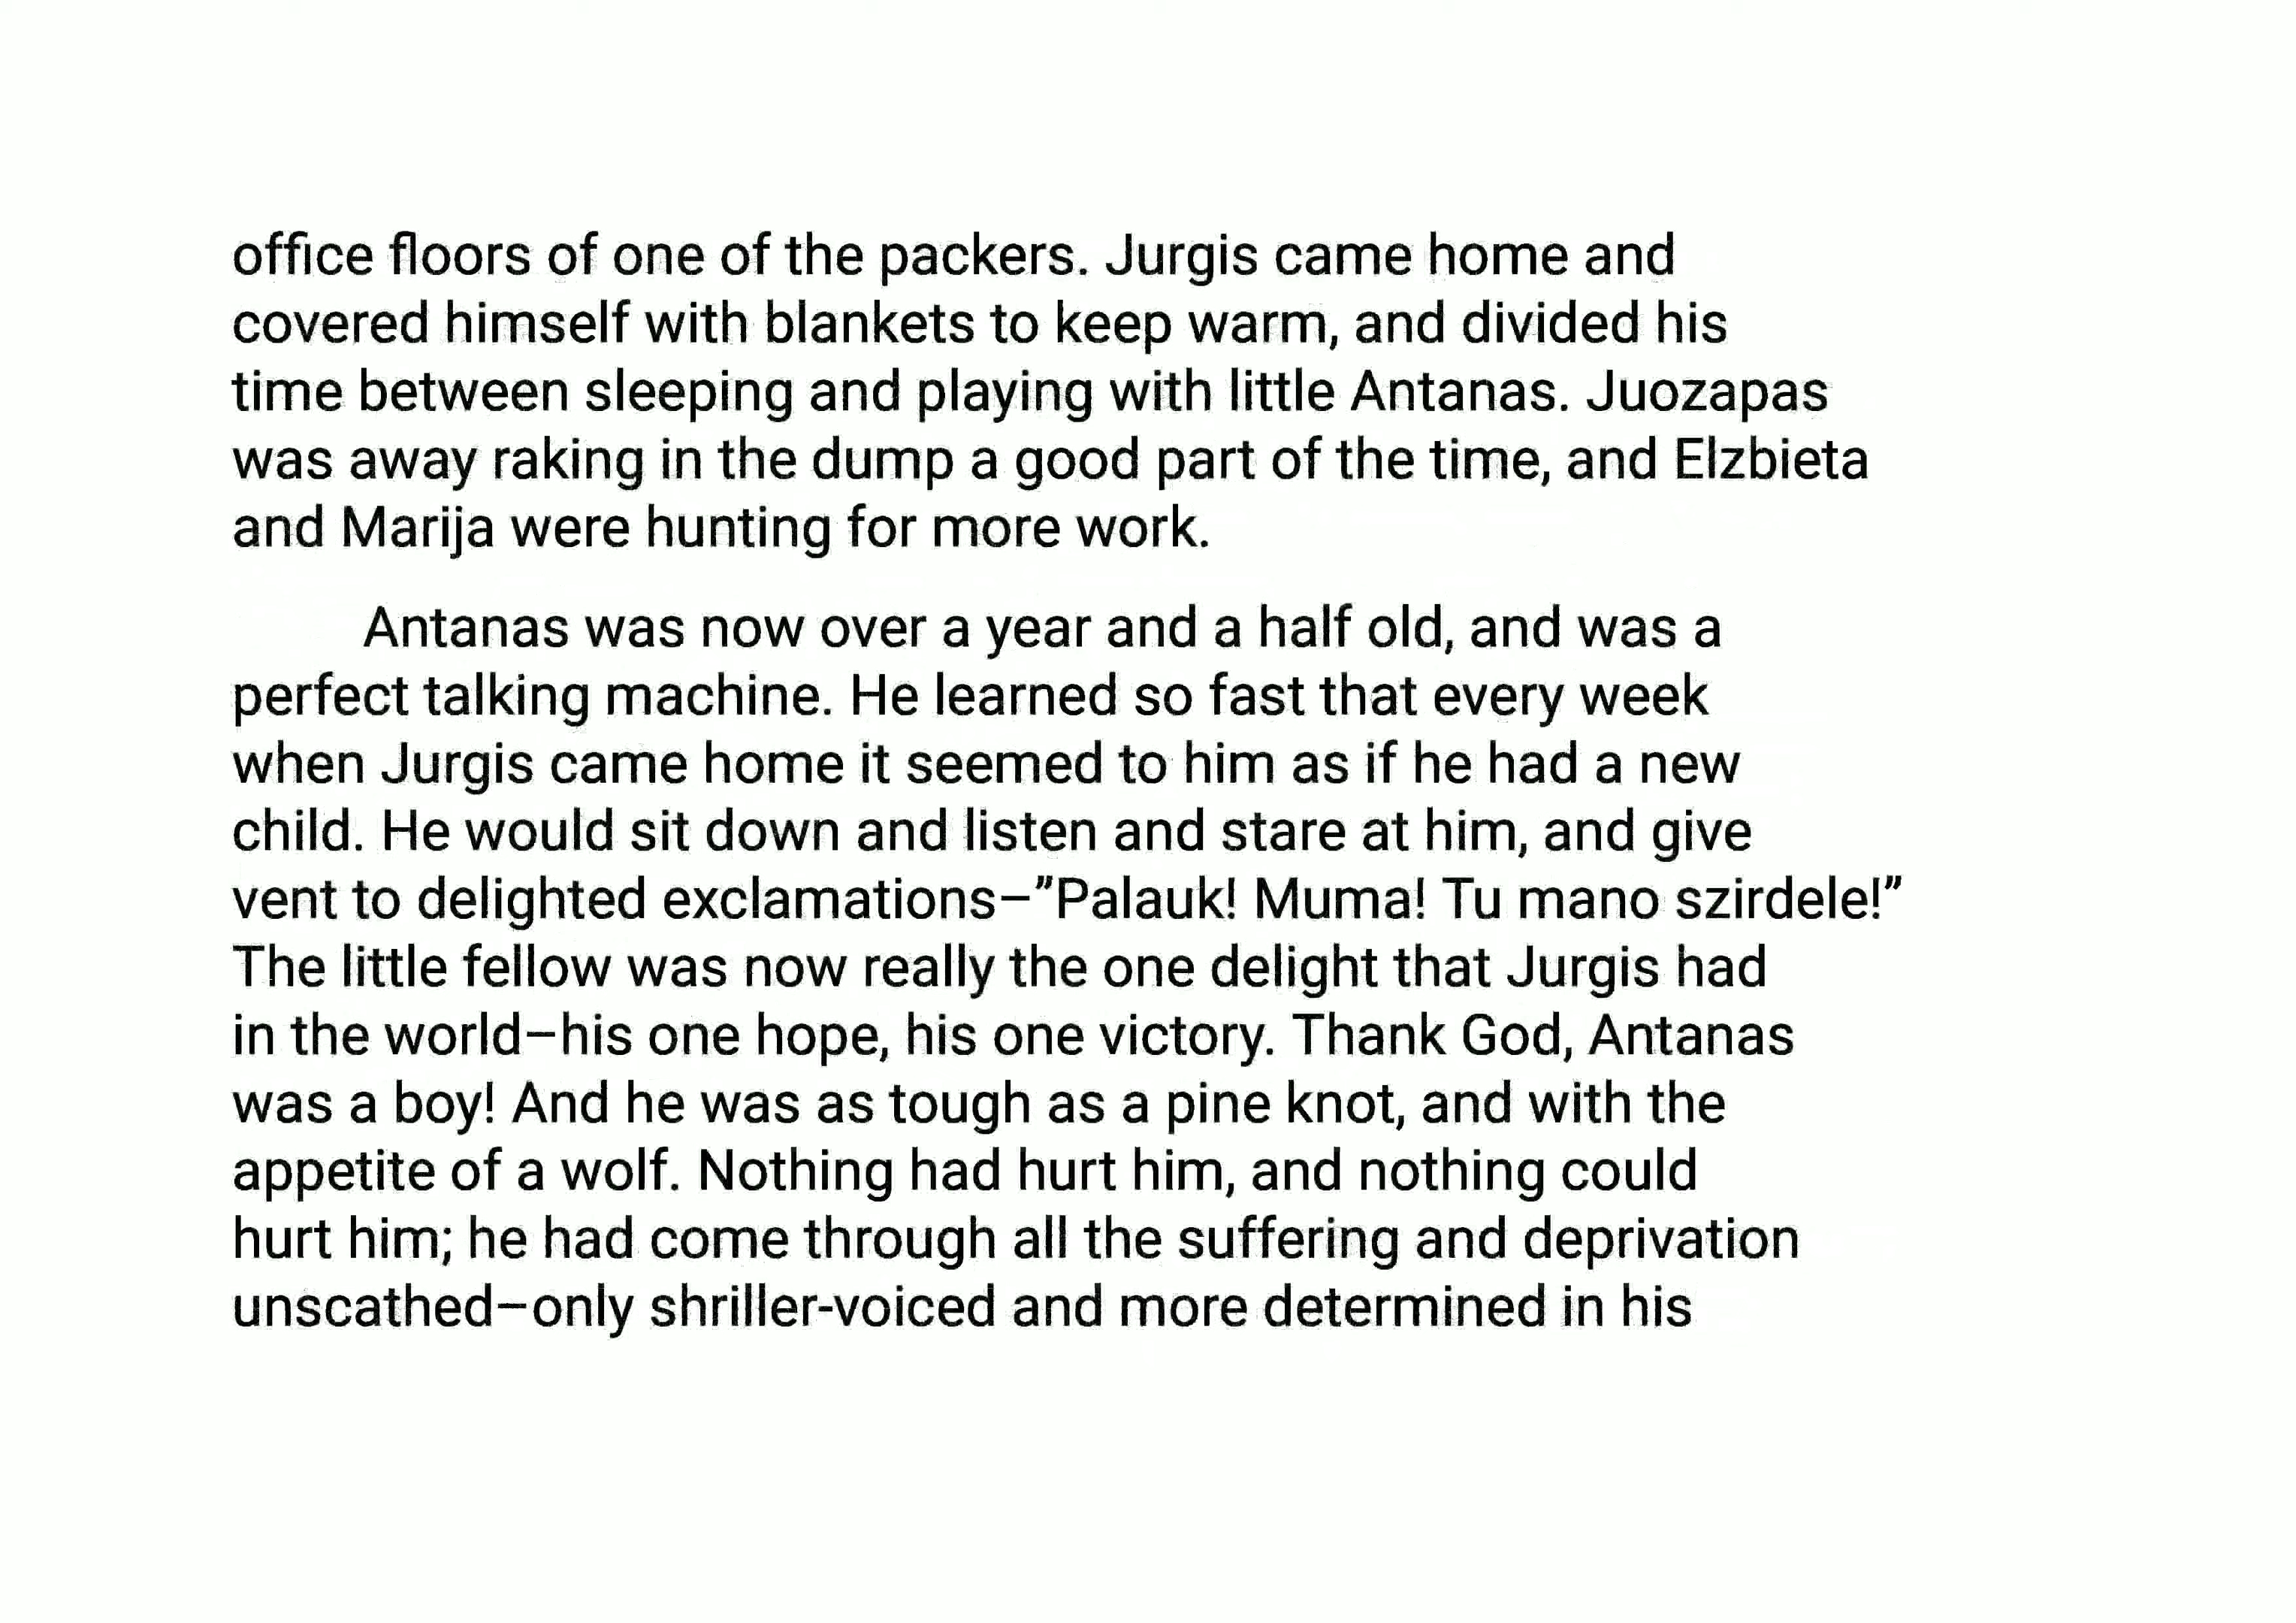 office floors of one of the packers. Jurgis came home and
covered himself with blankets to keep warm, and divided his
time between sleeping and playing with little Antanas. Juozapas
was away raking in the dump a good part of the time, and Elzbieta
and Marija were hunting for more work.
Antanas was now over a year and a half old, and was a
perfect talking machine. He learned so fast that every week
when Jurgis came home it seemed to him as if he had a new
child. He would sit down and listen and stare at him, and give
vent to delighted exclamations—”Palauk! Muma! Tu mano szirdele!”
The little fellow was now really the one delight that Jurgis had
in the world—his one hope, his one victory. Thank God, Antanas
was a boy! And he was as tough as a pine knot, and with the
appetite of a wolf. Nothing had hurt him, and nothing could
hurt him; he had come through all the suffering and deprivation
unscathed—only shriller-voiced and more determined in his